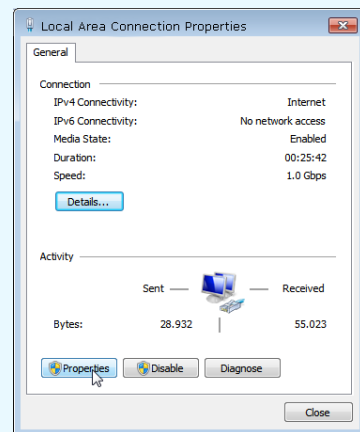 Local Area Connection Properties
General
Connection
IPv4 Connectivity: Internet
IPv6 Connectivity: No network access
Media State: Enabled
Duration: 00:25:42
Speed: 1.0 Gbps
Details...
Activity
Sent Received
Bytes: 28.932 55.023
Properties Disable Diagnose
Close